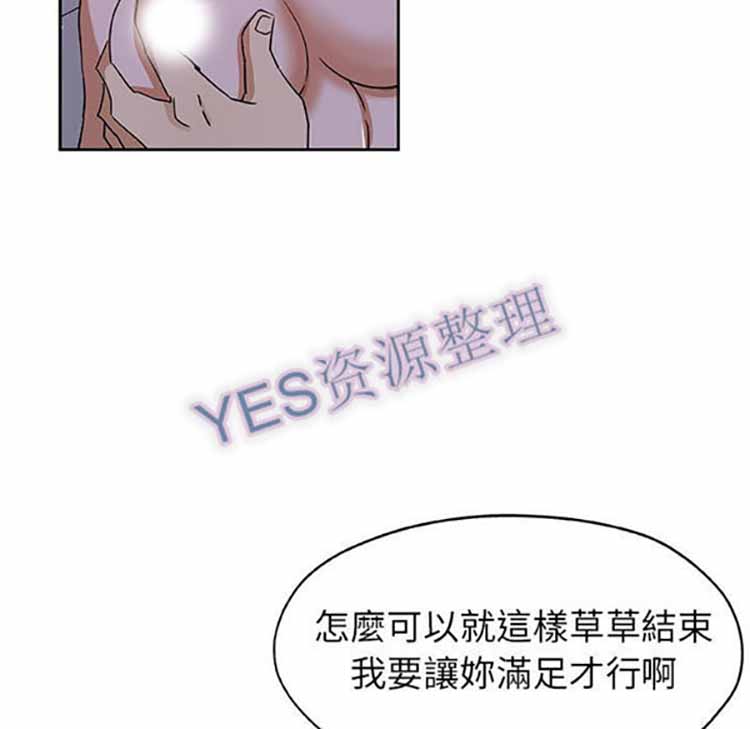 YES资源整理
怎麼可以就這樣草草結束
我要讓妳滿足才行啊